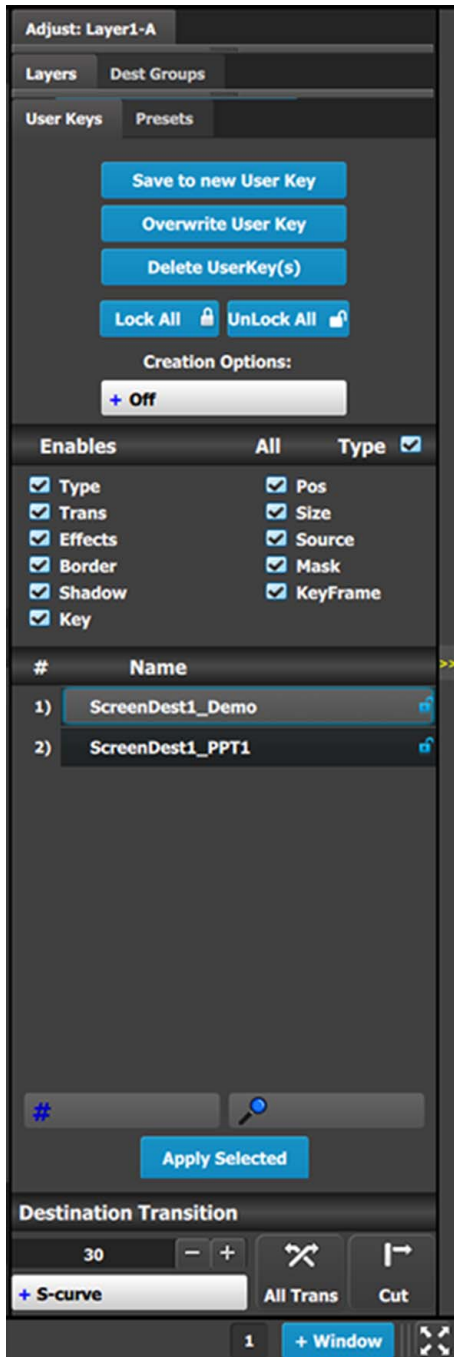 Adjust: Layer1-A
Layers Dest Groups
User Keys Presets
Save to new User Key
Overwrite User Key
Delete UserKey(s)
Lock All UnLock All
Creation Options:
+ Off
Enables All Type
Type Pos
Trans Size
Effects Source
Border Mask
Shadow KeyFrame
Key
# Name
>>
1) ScreenDest1_Demo
2) ScreenDest1_PPT1
#
Apply Selected
Destination Transition
30 − +
+ S-curve All Trans Cut
1 + Window